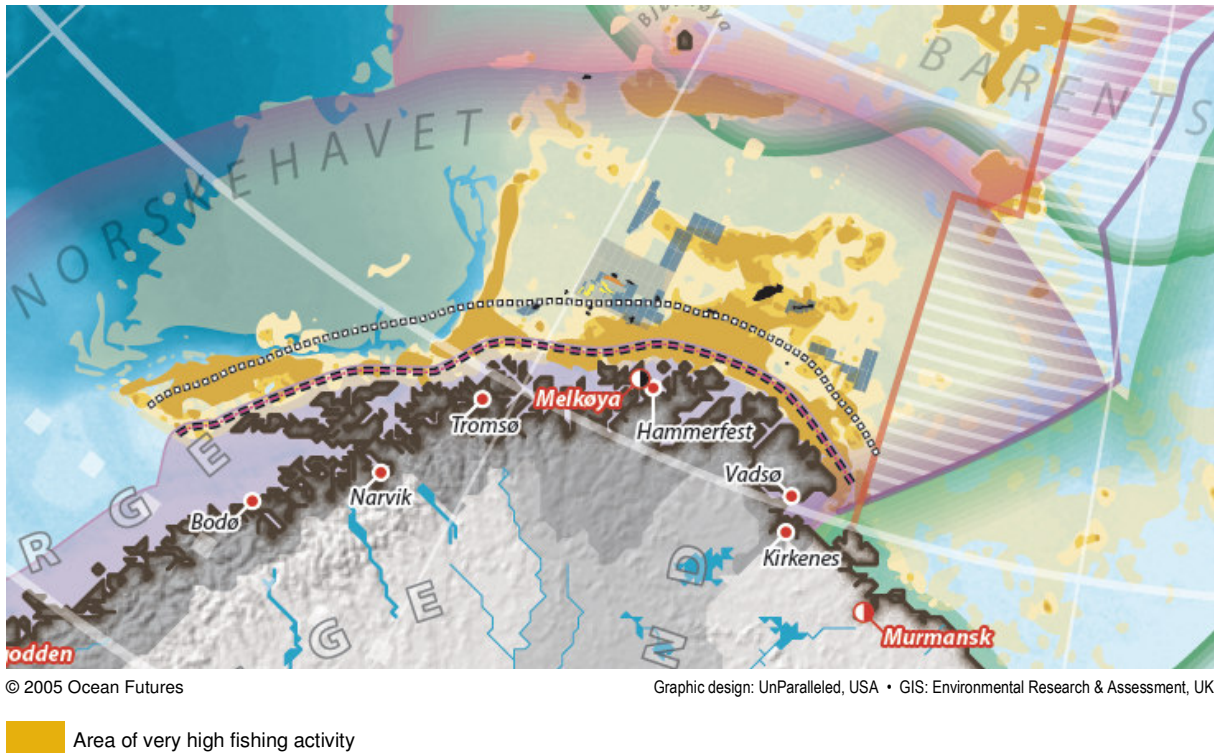 Bjørnøya
BARENTS
NORSKEHAVET
Melkøya
Tromsø
Hammerfest
Vadsø
Narvik
Bodø
Kirkenes
R G E
G E
N D
Murmansk
odden
© 2005 Ocean Futures
Graphic design: UnParalleled, USA • GIS: Environmental Research & Assessment, UK
Area of very high fishing activity